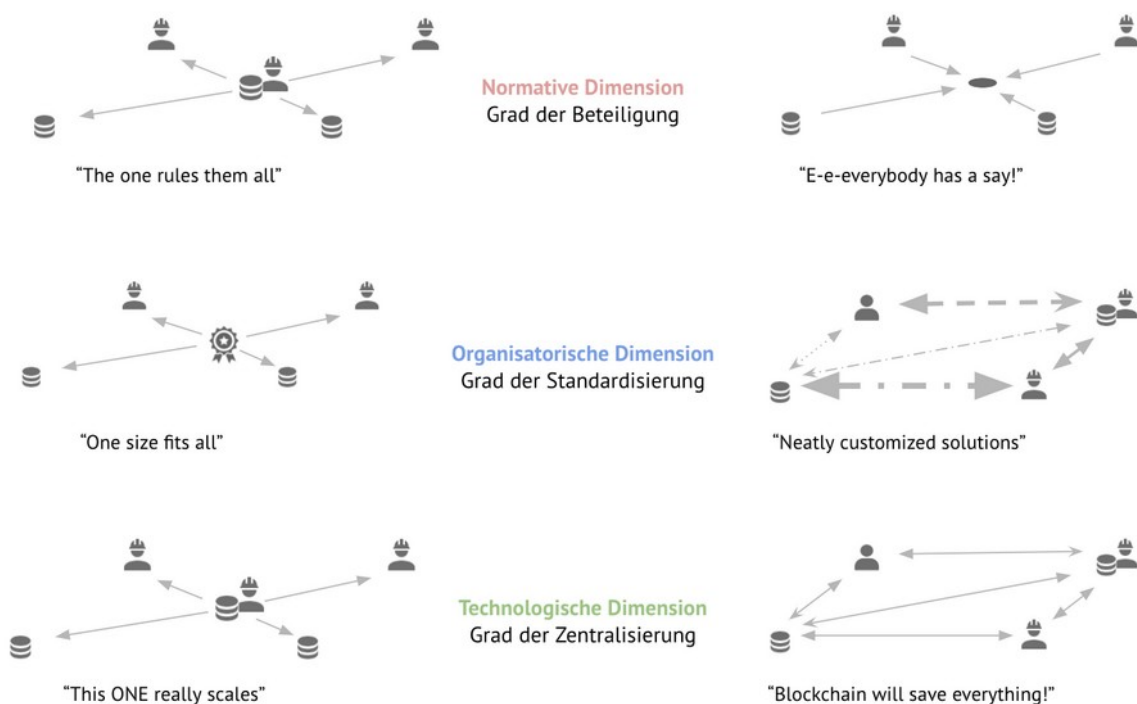 Normative Dimension
Grad der Beteiligung
“The one rules them all”
“E-e-everybody has a say!”
Organisatorische Dimension
Grad der Standardisierung
“One size fits all”
“Neatly customized solutions”
Technologische Dimension
Grad der Zentralisierung
“This ONE really scales”
“Blockchain will save everything!”